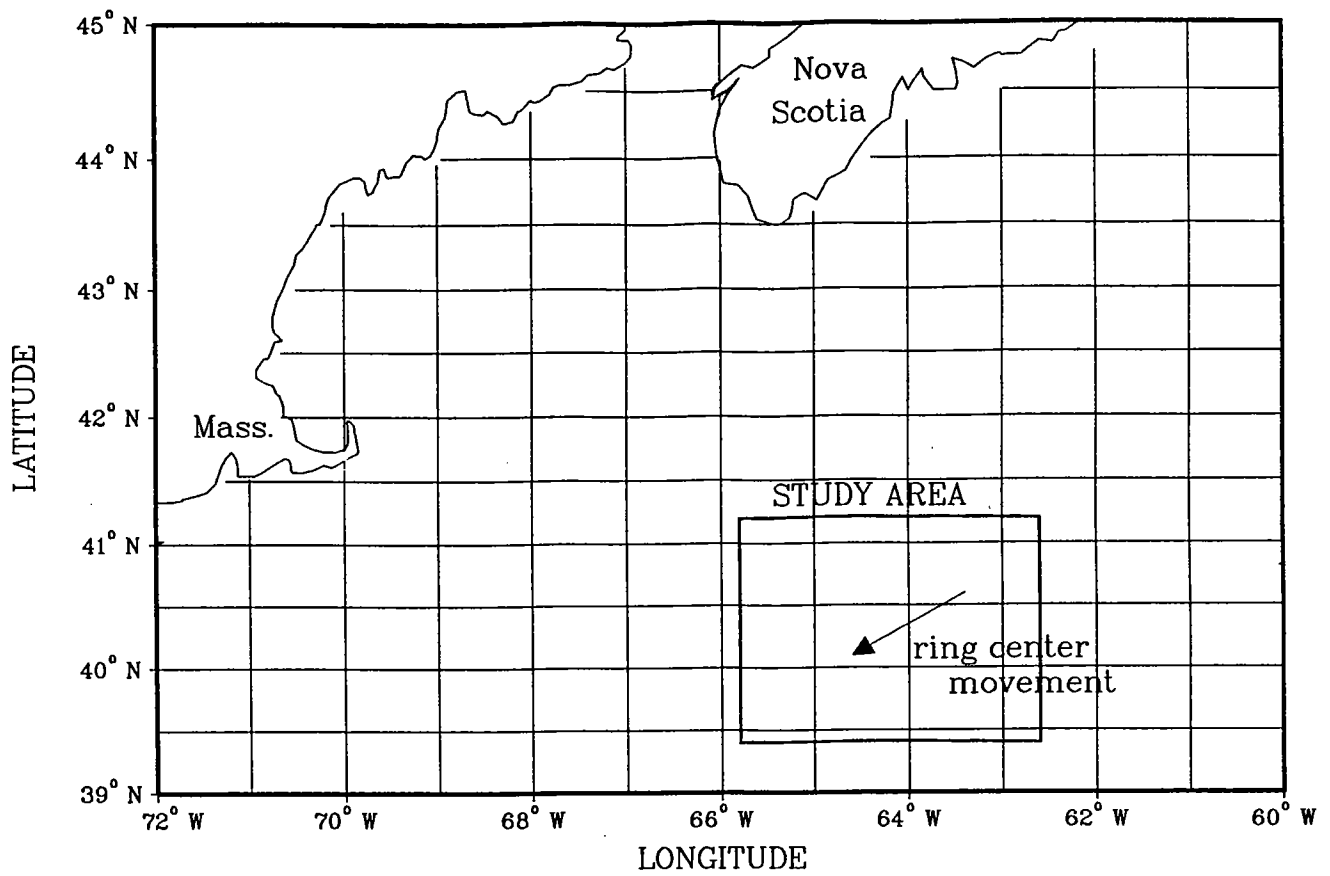 45° N
44° N
43° N
42° N
41° N
40° N
39° N
LATITUDE
Nova
Scotia
Mass.
STUDY AREA
ring center
movement
72° W
70° W
68° W
66° W
64° W
62° W
60° W
LONGITUDE